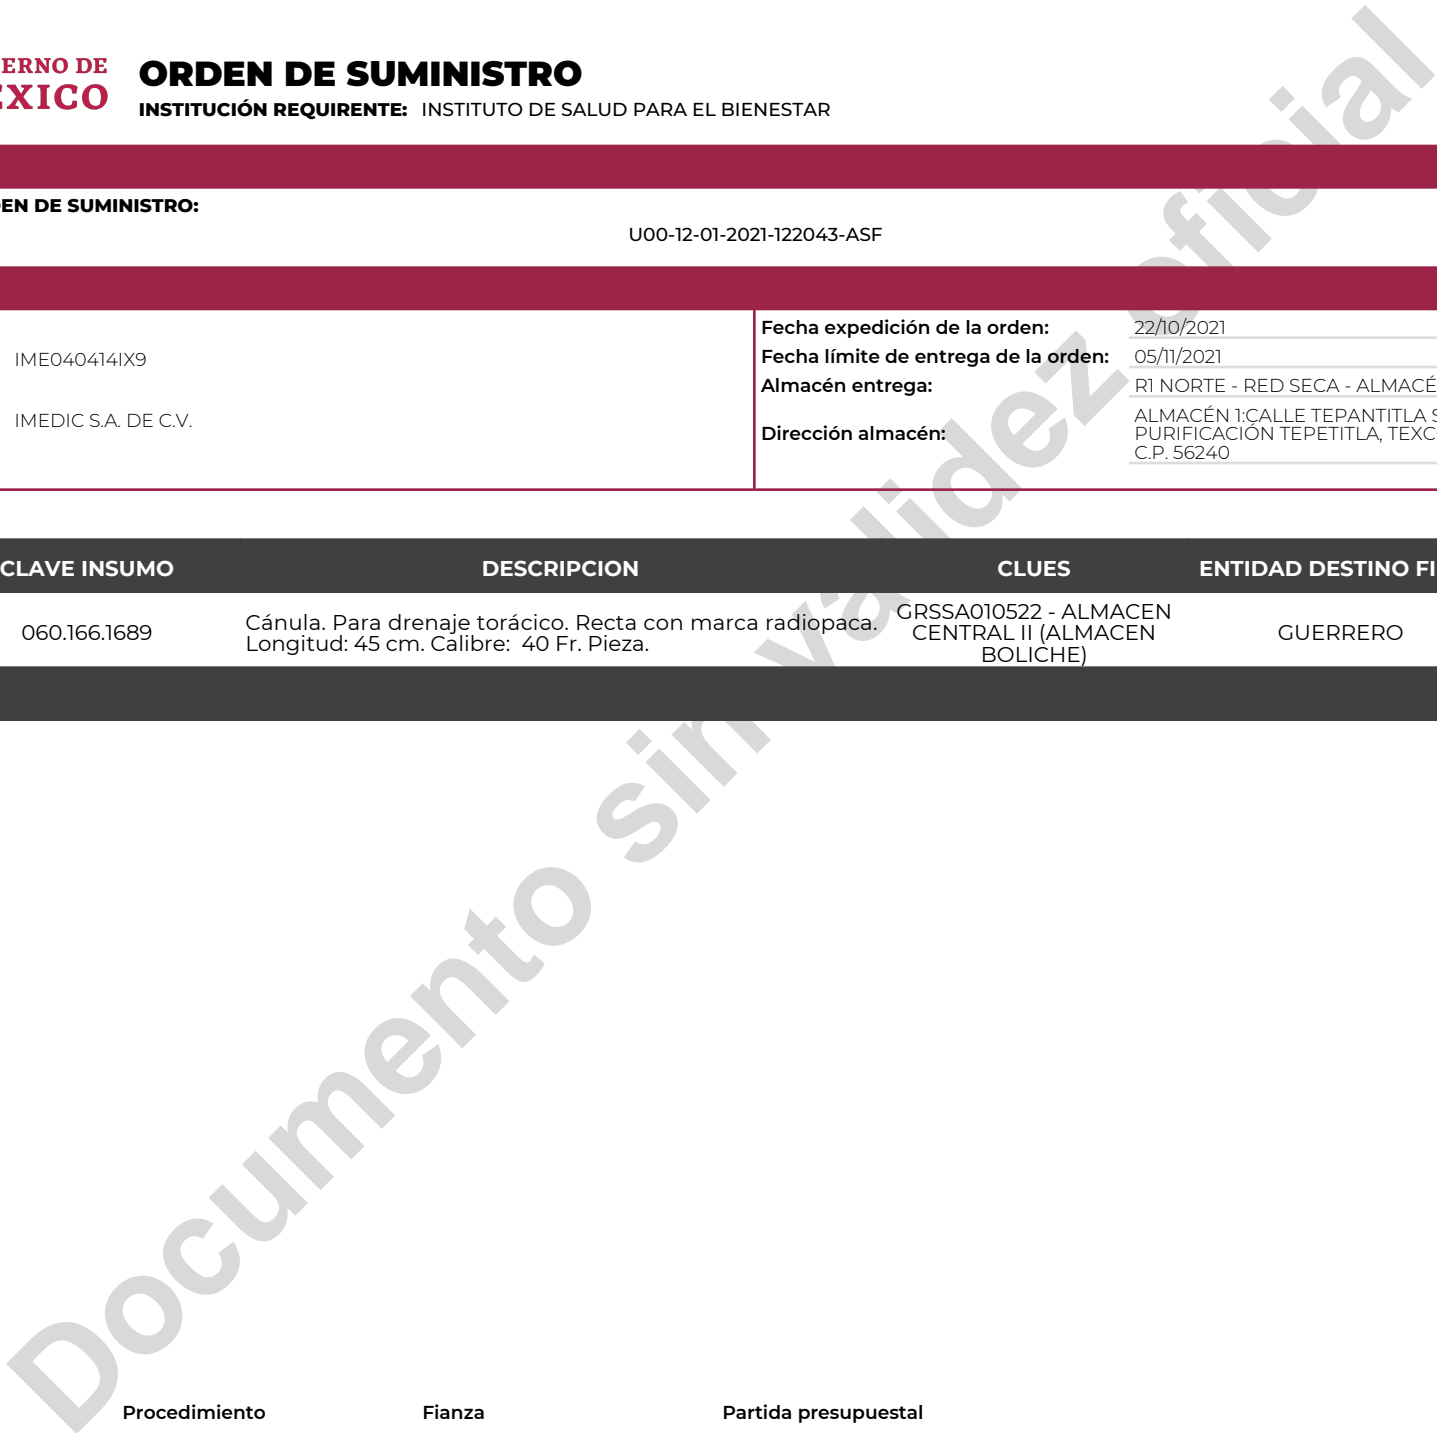 ERNO DE
EXICO
ORDEN DE SUMINISTRO
INSTITUCIÓN REQUIRENTE: INSTITUTO DE SALUD PARA EL BIENESTAR
EN DE SUMINISTRO:
U00-12-01-2021-122043-ASF
IME040414IX9
IMEDIC S.A. DE C.V.
Fecha expedición de la orden: 22/10/2021
Fecha límite de entrega de la orden: 05/11/2021
Almacén entrega: R1 NORTE - RED SECA - ALMACÉ
Dirección almacén: ALMACÉN 1:CALLE TEPANTITLA S
PURIFICACIÓN TEPETITLA, TEXC
C.P. 56240
CLAVE INSUMO DESCRIPCION CLUES ENTIDAD DESTINO FI
060.166.1689
Cánula. Para drenaje torácico. Recta con marca radiopaca.
Longitud: 45 cm. Calibre: 40 Fr. Pieza.
GRSSA010522 - ALMACEN
CENTRAL II (ALMACEN
BOLICHE)
GUERRERO
Documento sin validez oficial
Procedimiento Fianza Partida presupuestal